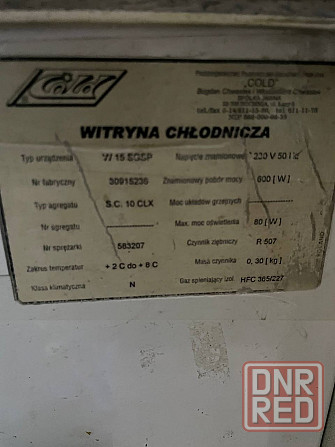 Cold
"COLD"
WITRYNA CHŁODNICZA
Typ urządzenia W 15 SGSP Napięcie znamionowe 220 V 50 Hz
Nr fabryczny 50916236 Znamionowy pobór mocy 600 [ W ]
Typ agregatu S.C. 10 CLX Moc układów grzejnych ----------
Nr agregatu ---------- Max. moc oświetlenia 80 [ W ]
Nr sprężarki 583207 Czynnik ziębniczy R 507
Zakres temperatur + 2 C do + 8 C Masa czynnika 0, 30 [ kg ]
Klasa klimatyczna N Gaz spieniający izol. HFC 365/227
DNR
RED